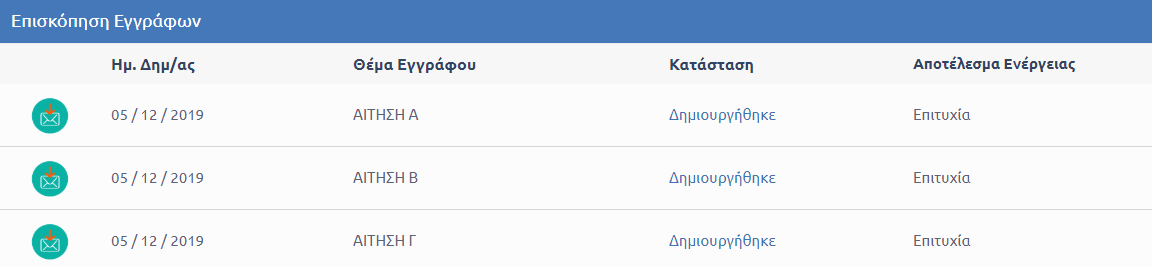 Επισκόπηση Εγγράφων
Ημ. Δημ/ας Θέμα Εγγράφου Κατάσταση Αποτέλεσμα Ενέργειας
05 / 12 / 2019 ΑΙΤΗΣΗ Α Δημιουργήθηκε Επιτυχία
05 / 12 / 2019 ΑΙΤΗΣΗ Β Δημιουργήθηκε Επιτυχία
05 / 12 / 2019 ΑΙΤΗΣΗ Γ Δημιουργήθηκε Επιτυχία